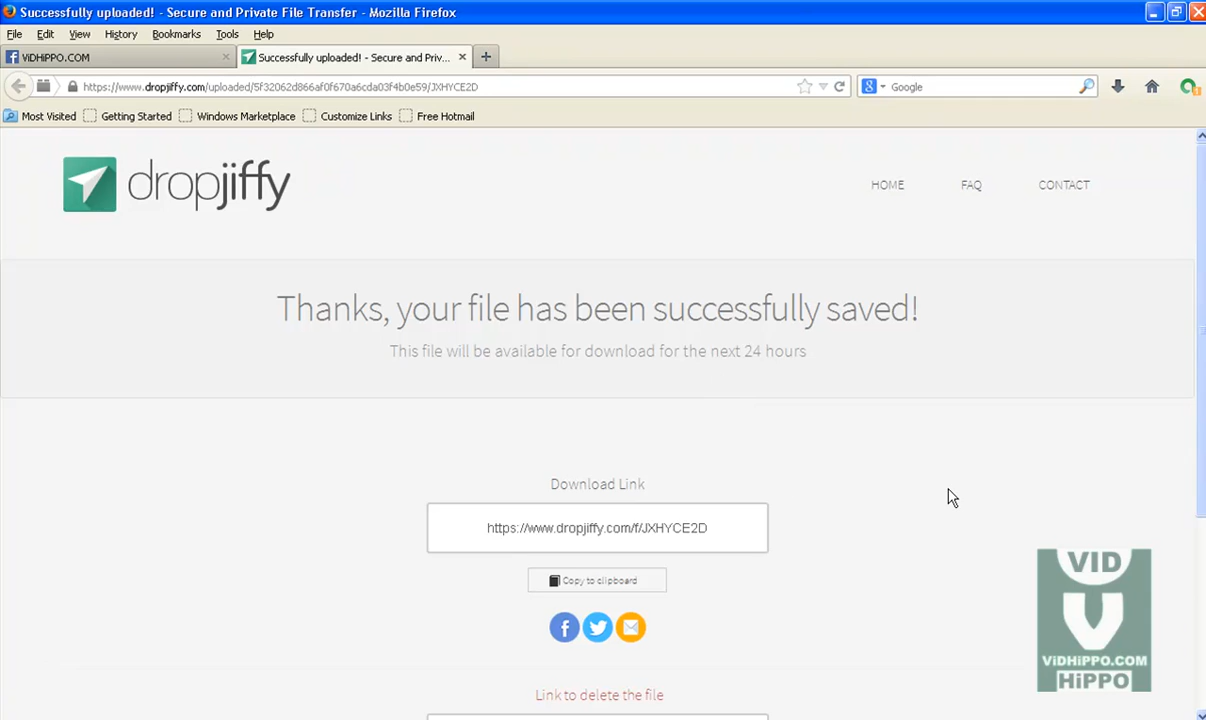 Successfully uploaded! - Secure and Private File Transfer - Mozilla Firefox
File Edit View History Bookmarks Tools Help
ViDHiPPO.COM Successfully uploaded! - Secure and Priv...
https://www.dropjiffy.com/uploaded/5f32062d866af0f670a6cda03f4b0e59/JXHYCE2D Google
Most Visited Getting Started Windows Marketplace Customize Links Free Hotmail
dropjiffy
HOME FAQ CONTACT
Thanks, your file has been successfully saved!
This file will be available for download for the next 24 hours
Download Link
https://www.dropjiffy.com/f/JXHYCE2D
Copy to clipboard
Link to delete the file
VID
ViDHiPPO.COM
HiPPO